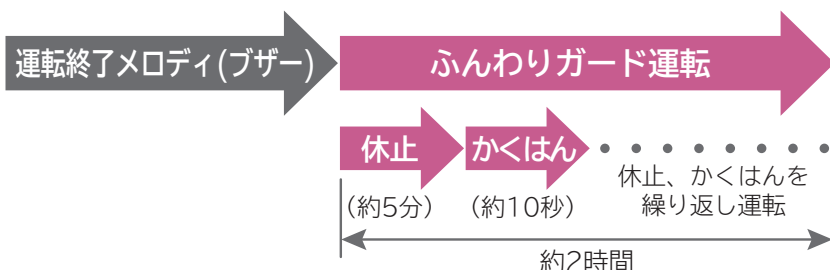 運転終了メロディ(ブザー)
ふんわりガード運転
休止
かくはん
(約5分)
(約10秒)
休止、かくはんを
繰り返し運転
約2時間